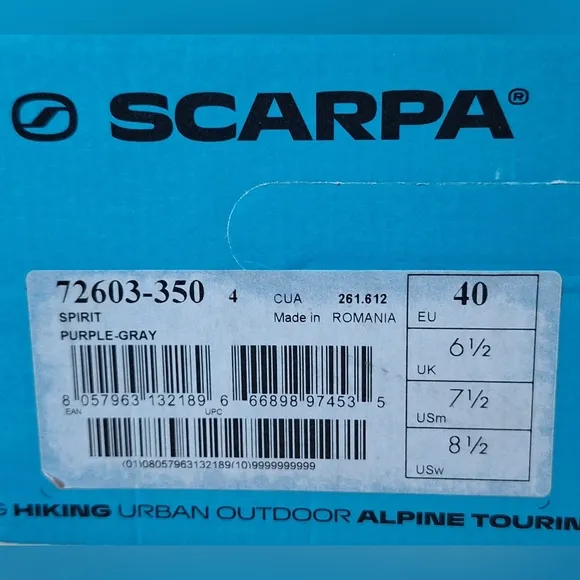 SCARPA®
72603-350 4 CUA 261.612
SPIRIT Made in ROMANIA
PURPLE-GRAY
40
EU
6½
UK
7½
USm
8½
USw
8 057963 132189 6 66898 97453 5
EAN UPC
(01)08057963132189(10)9999999999
G HIKING URBAN OUTDOOR ALPINE TOURIN